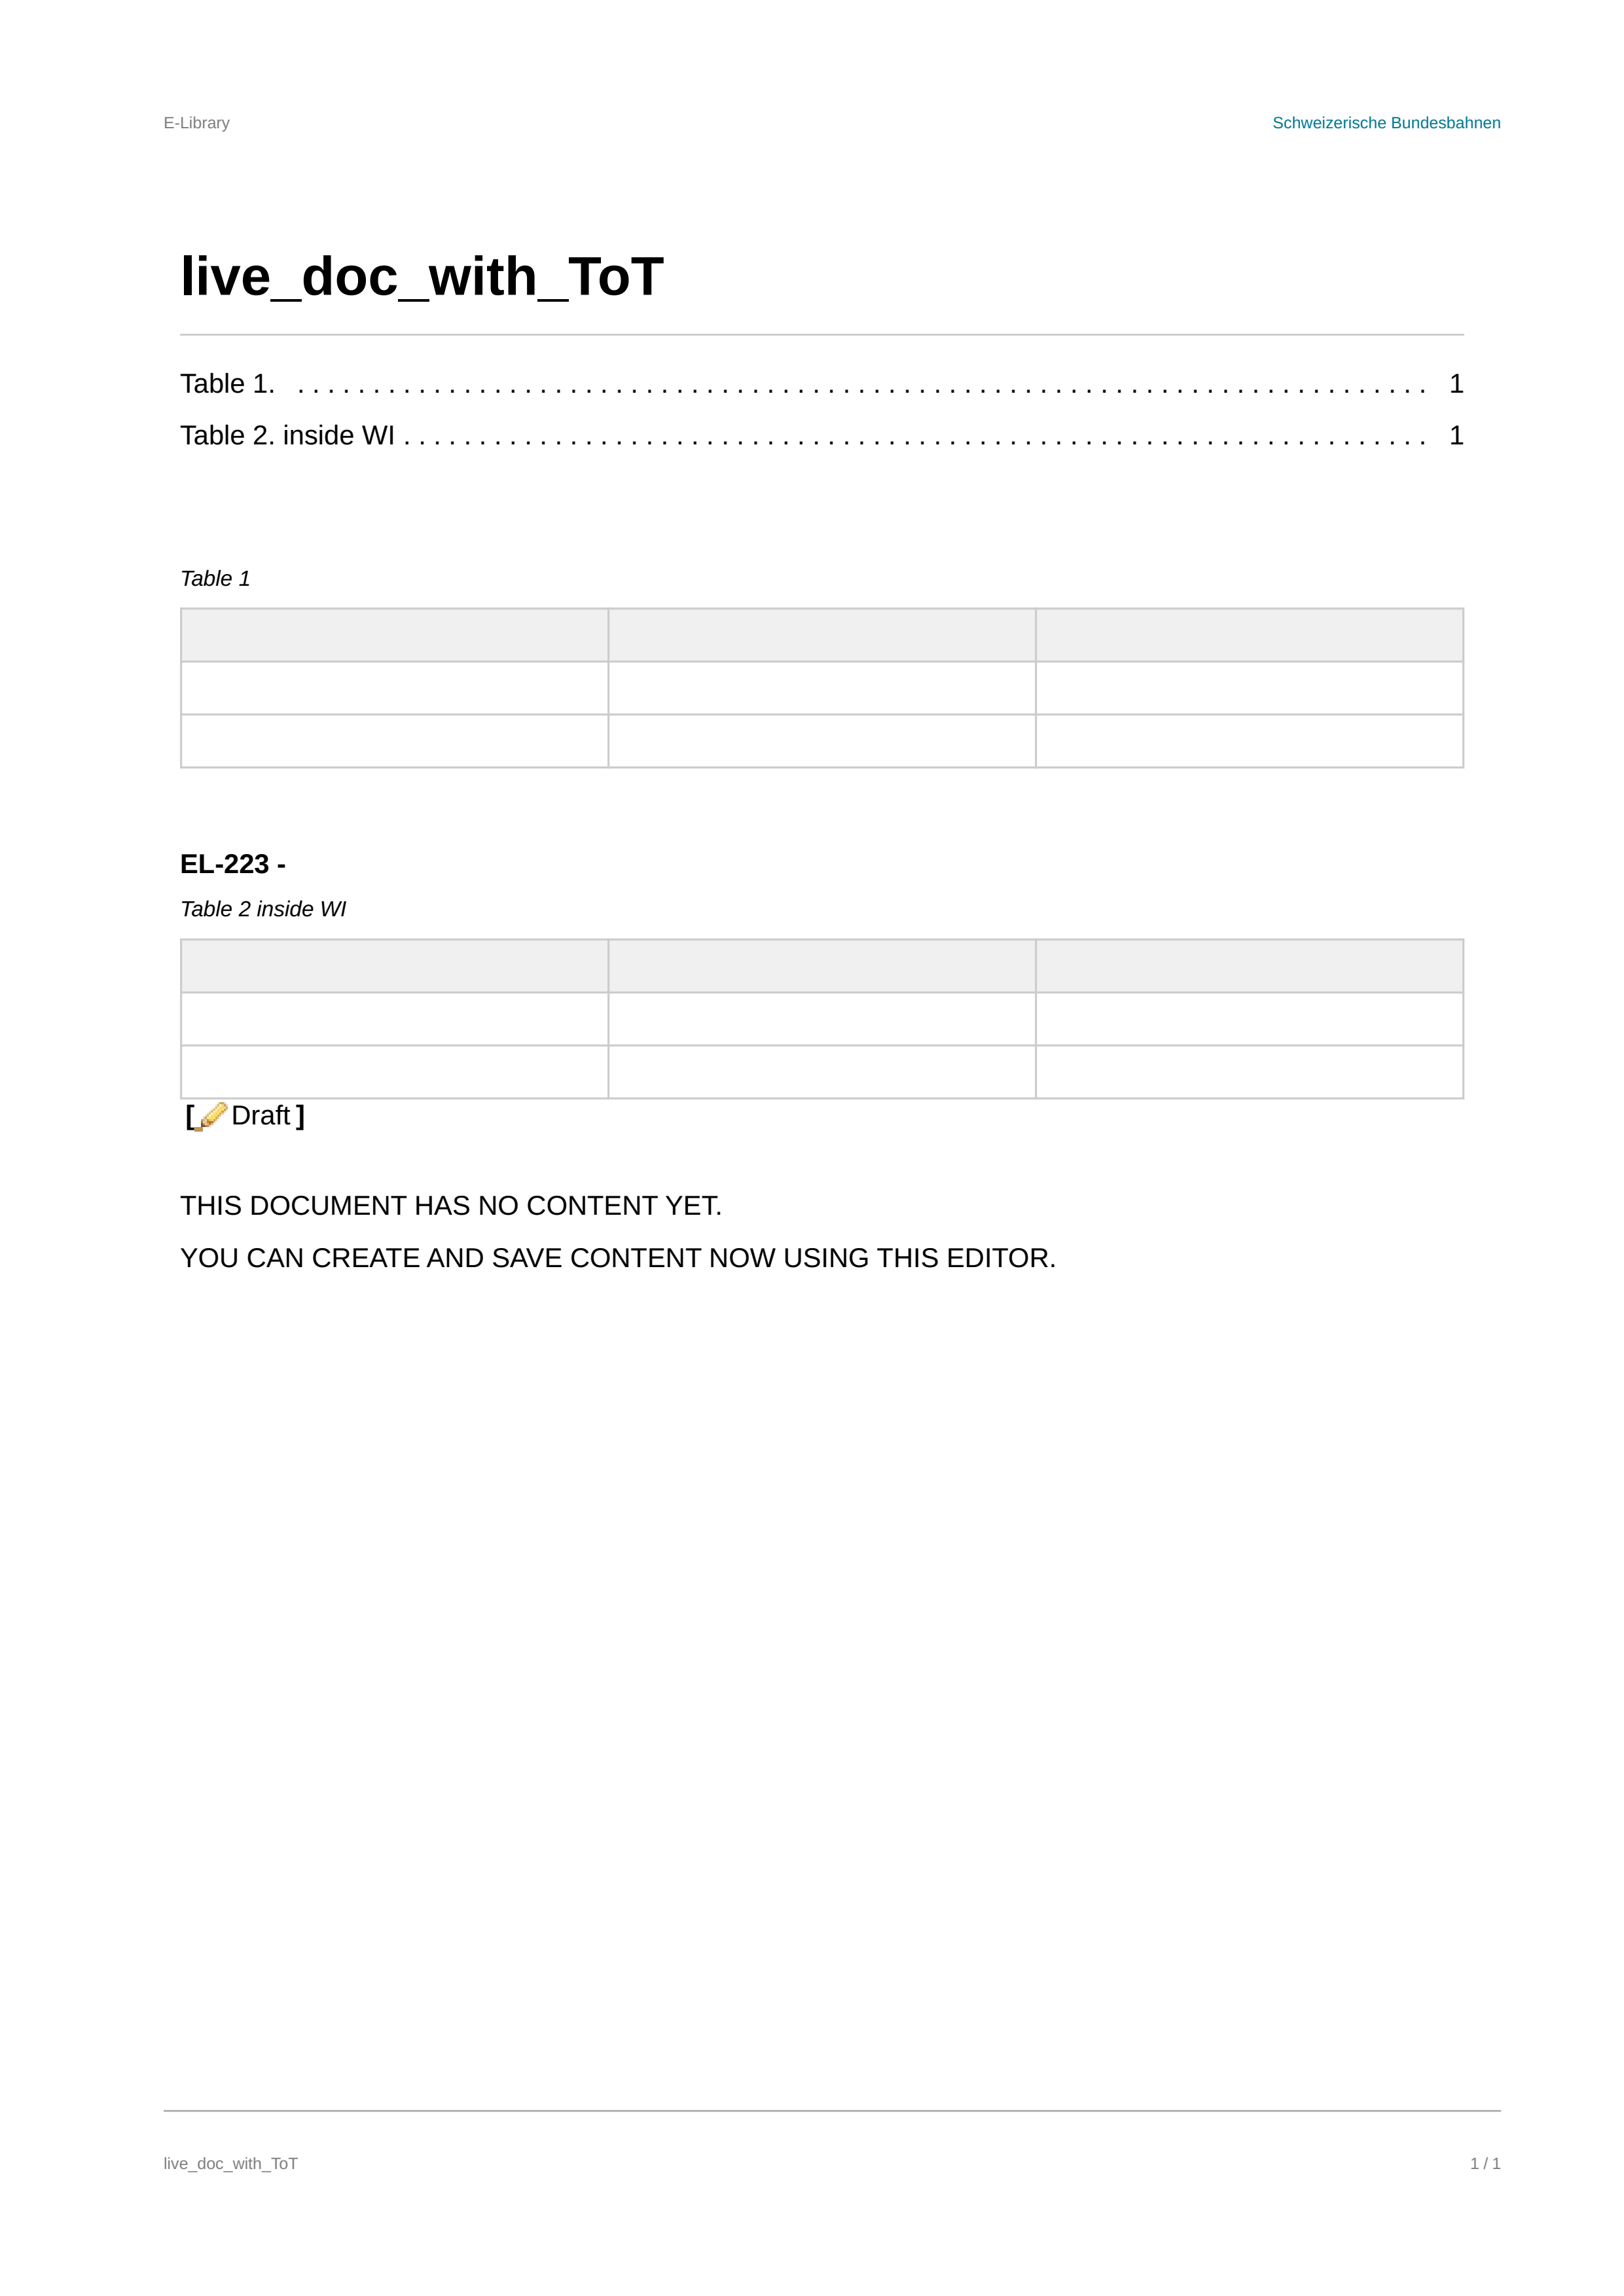 E-Library Schweizerische Bundesbahnen
live_doc_with_ToT
Table 1. . . . . . . . . . . . . . . . . . . . . . . . . . . . . . . . . . . . . . . . . . . . . . . . . . . . . . . . . . . . . . . . . . . . . . . . . . . . 1
Table 2. inside WI . . . . . . . . . . . . . . . . . . . . . . . . . . . . . . . . . . . . . . . . . . . . . . . . . . . . . . . . . . . . . . . . . . . . 1
Table 1
EL-223 -
Table 2 inside WI
[ Draft ]
THIS DOCUMENT HAS NO CONTENT YET.
YOU CAN CREATE AND SAVE CONTENT NOW USING THIS EDITOR.
live_doc_with_ToT 1 / 1